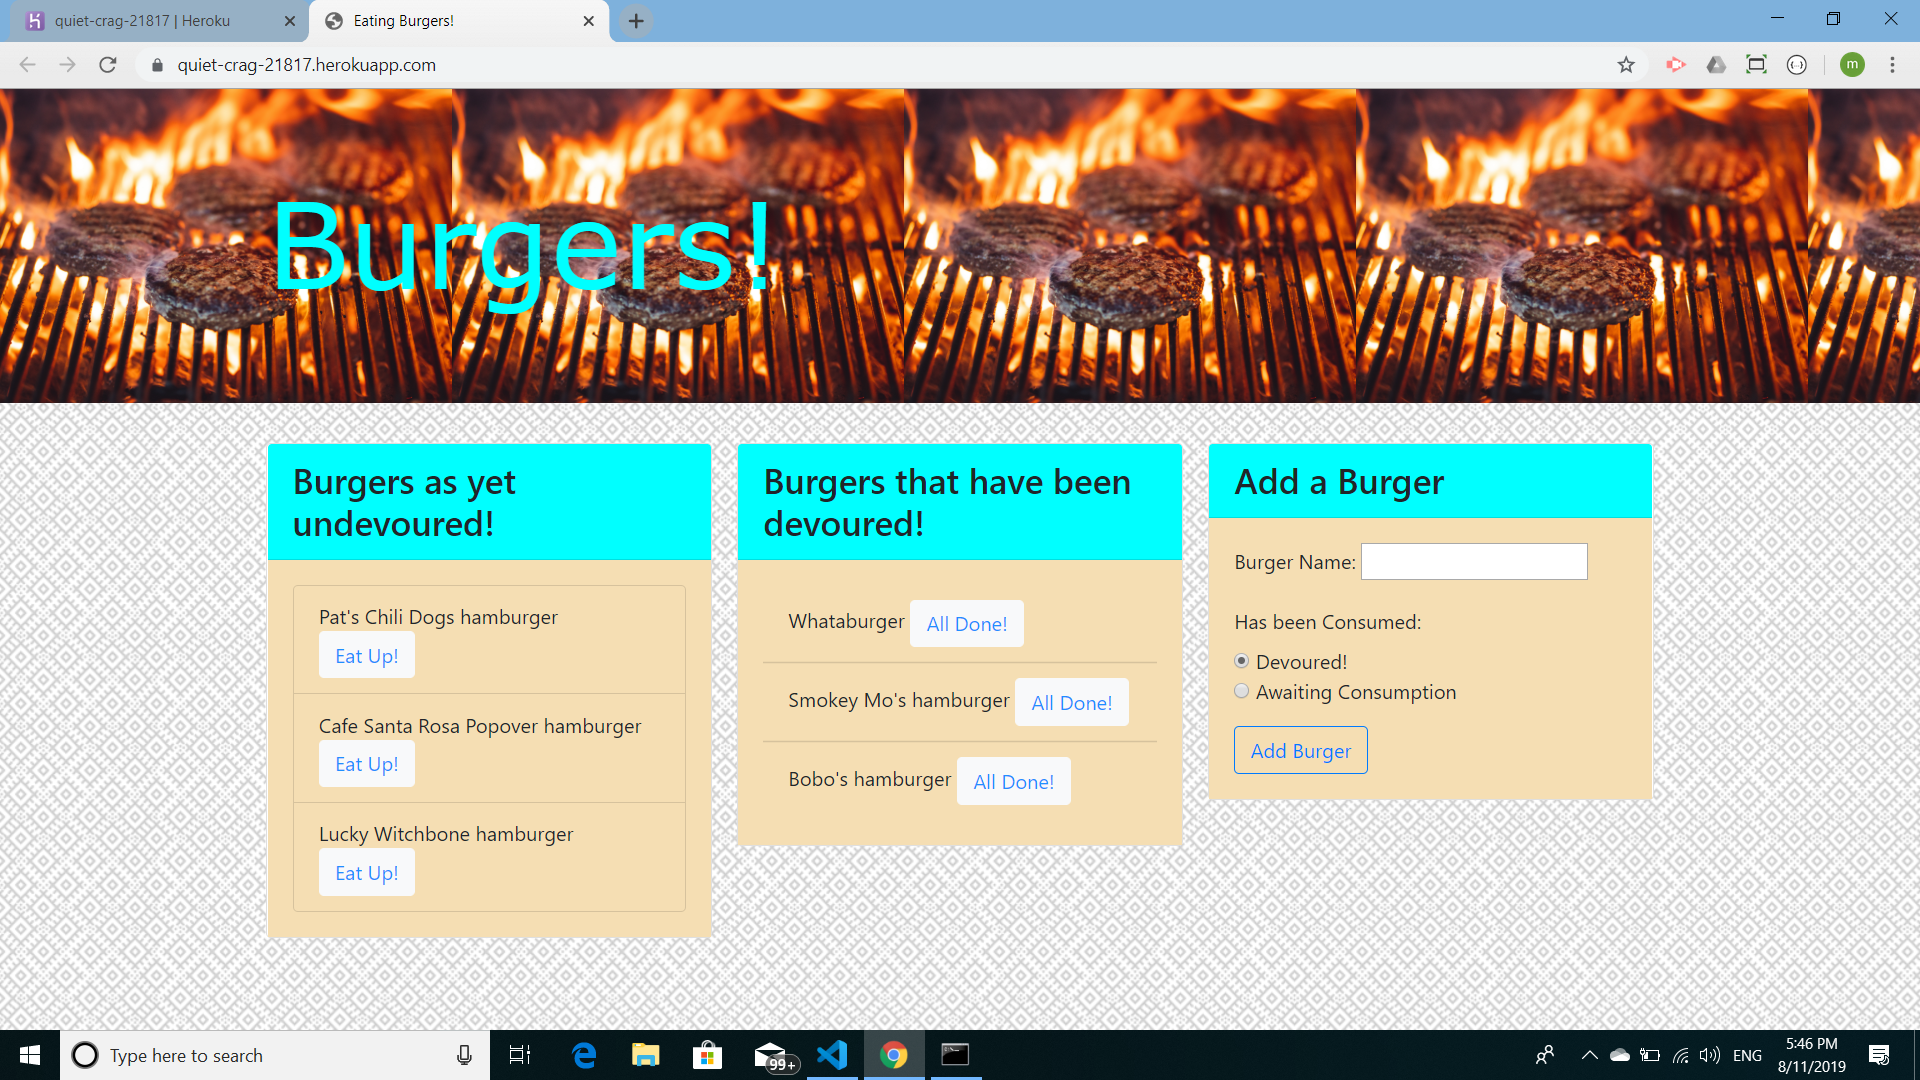 quiet-crag-21817 | Heroku
Eating Burgers!
quiet-crag-21817.herokuapp.com
m
Burgers!
Burgers as yet
undevoured!
Pat's Chili Dogs hamburger
Eat Up!
Cafe Santa Rosa Popover hamburger
Eat Up!
Lucky Witchbone hamburger
Eat Up!
Burgers that have been
devoured!
Whataburger All Done!
Smokey Mo's hamburger All Done!
Bobo's hamburger All Done!
Add a Burger
Burger Name:
Has been Consumed:
Devoured!
Awaiting Consumption
Add Burger
Type here to search
99+
ENG
5:46 PM
8/11/2019